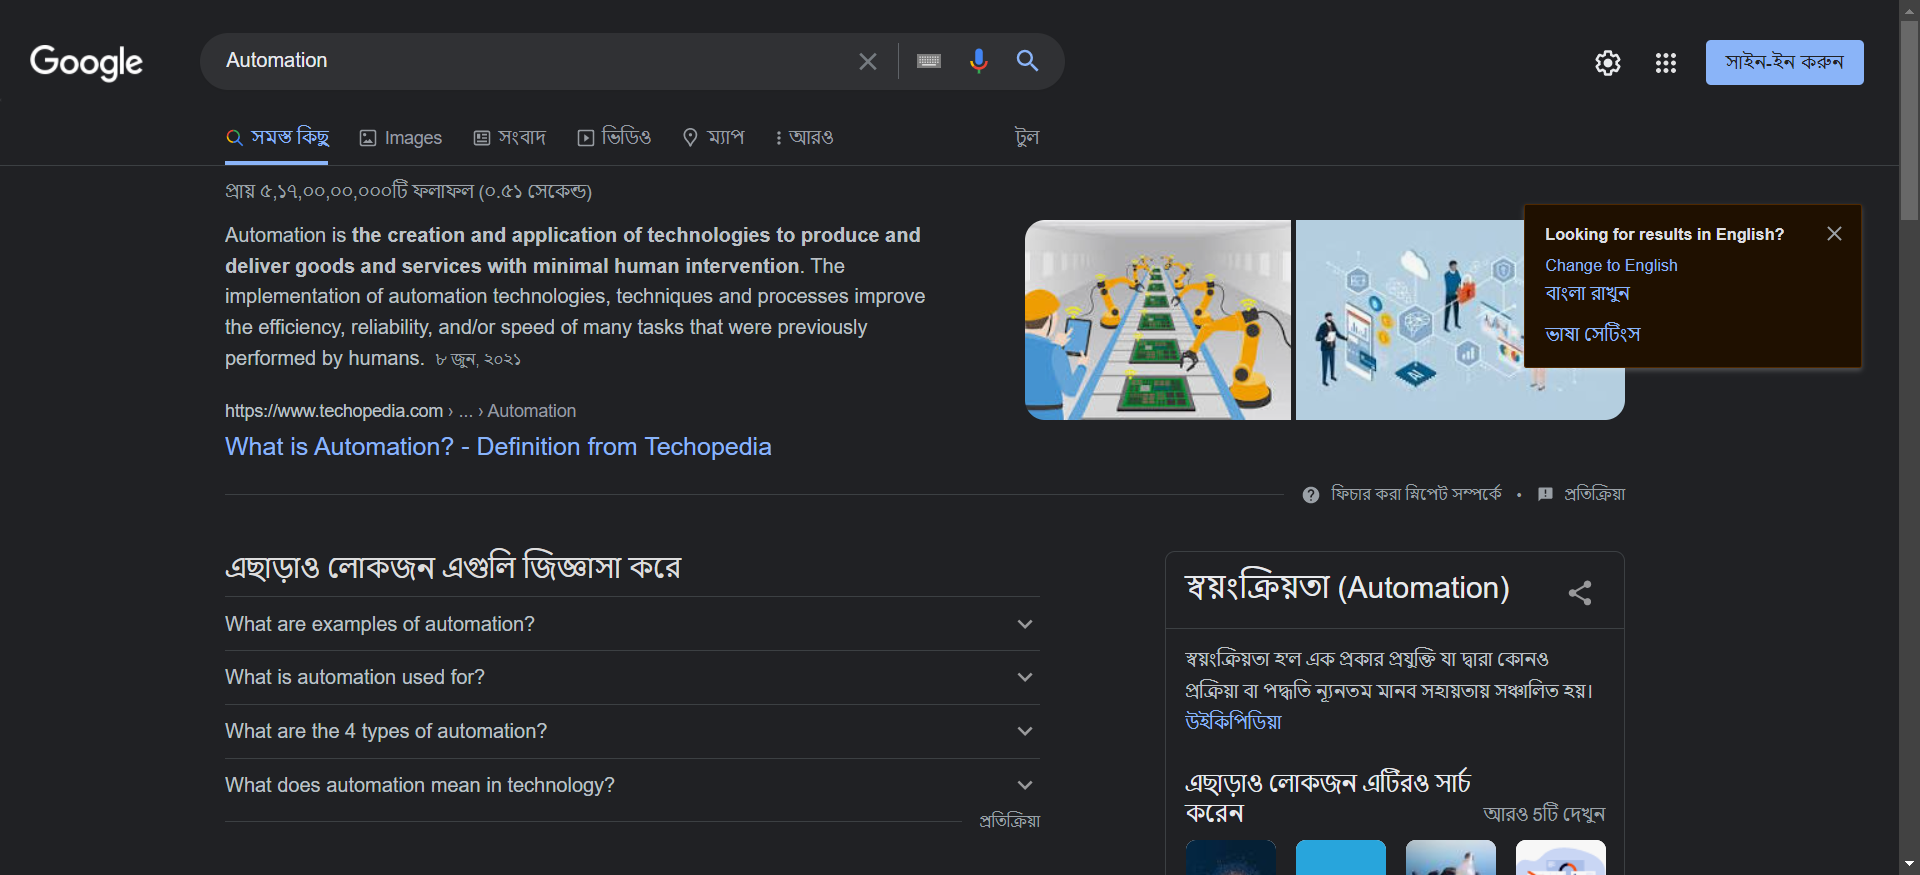 Google
Automation
সাইন-ইন করুন
সমস্ত কিছু
Images
সংবাদ
ভিডিও
ম্যাপ
আরও
টুল
প্রায় ৫,১৭,০০,০০,০০০টি ফলাফল (০.৫১ সেকেন্ড)
Automation is the creation and application of technologies to produce and
deliver goods and services with minimal human intervention. The
implementation of automation technologies, techniques and processes improve
the efficiency, reliability, and/or speed of many tasks that were previously
performed by humans. ৮ জুন, ২০২১
https://www.techopedia.com › ... › Automation
What is Automation? - Definition from Techopedia
AI
Looking for results in English?
Change to English
বাংলা রাখুন
ভাষা সেটিংস
ফিচার করা স্নিপেট সম্পর্কে • প্রতিক্রিয়া
এছাড়াও লোকজন এগুলি জিজ্ঞাসা করে
What are examples of automation?
What is automation used for?
What are the 4 types of automation?
What does automation mean in technology?
প্রতিক্রিয়া
স্বয়ংক্রিয়তা (Automation)
স্বয়ংক্রিয়তা হ'ল এক প্রকার প্রযুক্তি যা দ্বারা কোনও
প্রক্রিয়া বা পদ্ধতি ন্যূনতম মানব সহায়তায় সঞ্চালিত হয়।
উইকিপিডিয়া
এছাড়াও লোকজন এটিরও সার্চ
করেন
আরও 5টি দেখুন